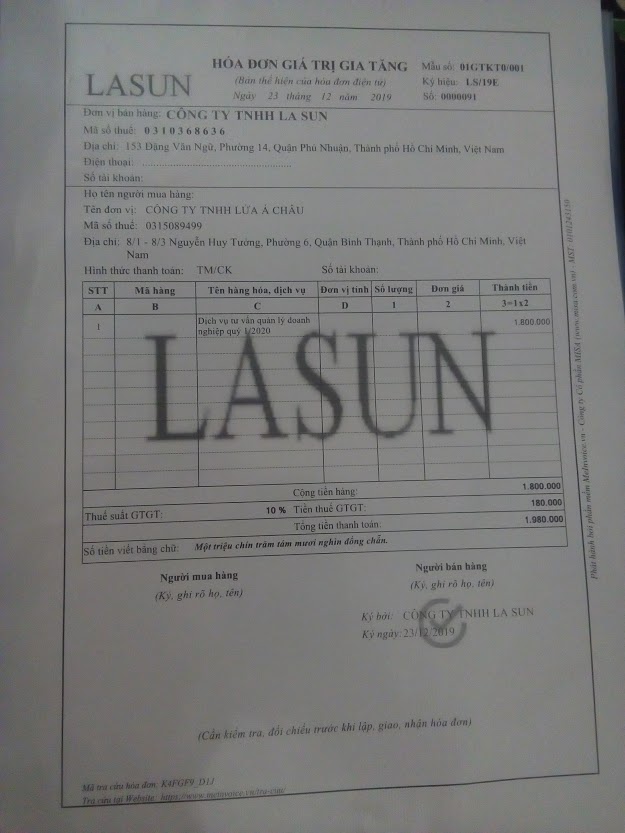 LASUN
HÓA ĐƠN GIÁ TRỊ GIA TĂNG
(Bản thể hiện của hóa đơn điện tử)
Ngày 23 tháng 12 năm 2019
Mẫu số: 01GTKT0/001
Ký hiệu: LS/19E
Số: 0000091
Đơn vị bán hàng: CÔNG TY TNHH LA SUN
Mã số thuế: 0310368636
Địa chỉ: 153 Đặng Văn Ngữ, Phường 14, Quận Phú Nhuận, Thành phố Hồ Chí Minh, Việt Nam
Điện thoại:
Số tài khoản:
Họ tên người mua hàng:
Tên đơn vị: CÔNG TY TNHH LỬA Á CHÂU
Mã số thuế: 0315089499
Địa chỉ: 8/1 - 8/3 Nguyễn Huy Tưởng, Phường 6, Quận Bình Thạnh, Thành phố Hồ Chí Minh, Việt
Nam
Hình thức thanh toán: TM/CK Số tài khoản:
STT Mã hàng Tên hàng hóa, dịch vụ Đơn vị tính Số lượng Đơn giá Thành tiền
A B C D 1 2 3=1x2
1 Dịch vụ tư vấn quản lý doanh 1.800.000
nghiệp quý 1/2020
LASUN
Cộng tiền hàng: 1.800.000
Thuế suất GTGT: 10 % Tiền thuế GTGT: 180.000
Tổng tiền thanh toán: 1.980.000
Số tiền viết bằng chữ: Một triệu chín trăm tám mươi nghìn đồng chẵn.
Người mua hàng
(Ký, ghi rõ họ, tên)
Người bán hàng
(Ký, ghi rõ họ, tên)
Ký bởi: CÔNG TY TNHH LA SUN
Ký ngày: 23/12/2019
(Cần kiểm tra, đối chiếu trước khi lập, giao, nhận hóa đơn)
Mã tra cứu hóa đơn: K4FGF9_D1J
Tra cứu tại Website: https://www.meinvoice.vn/tra-cuu/
Phát hành bởi phần mềm MeInvoice.vn - Công ty Cổ phần MISA (www.misa.com.vn) - MST: 0101243150